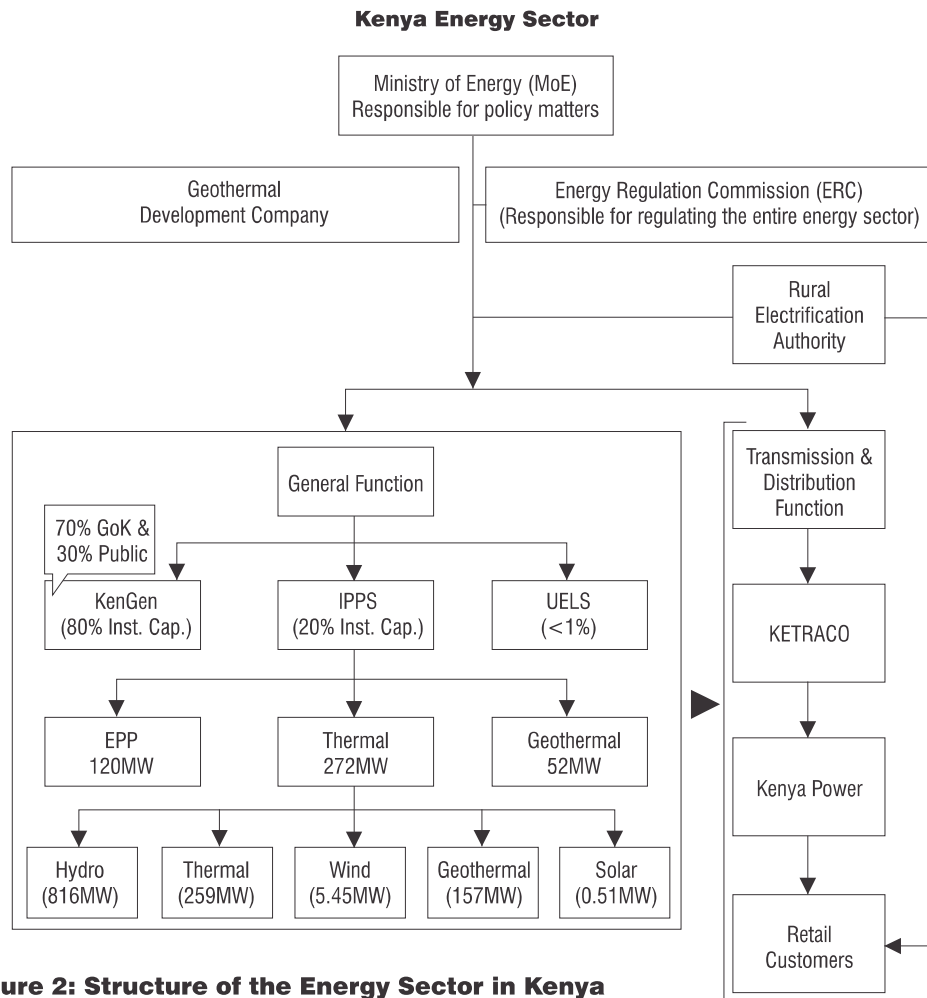 Kenya Energy Sector
Ministry of Energy (MoE)
Responsible for policy matters
Geothermal
Development Company
Energy Regulation Commission (ERC)
(Responsible for regulating the entire energy sector)
Rural
Electrification
Authority
General Function
70% GoK &
30% Public
KenGen
(80% Inst. Cap.)
IPPS
(20% Inst. Cap.)
UELS
(<1%)
EPP
120MW
Thermal
272MW
Geothermal
52MW
Hydro
(816MW)
Thermal
(259MW)
Wind
(5.45MW)
Geothermal
(157MW)
Solar
(0.51MW)
Transmission &
Distribution
Function
KETRACO
Kenya Power
Retail
Customers
ure 2: Structure of the Energy Sector in Kenya